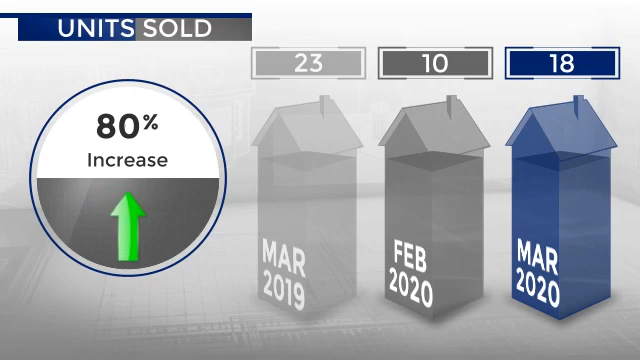 UNITS SOLD
80%
Increase
23
10
18
MAR
2019
FEB
2020
MAR
2020